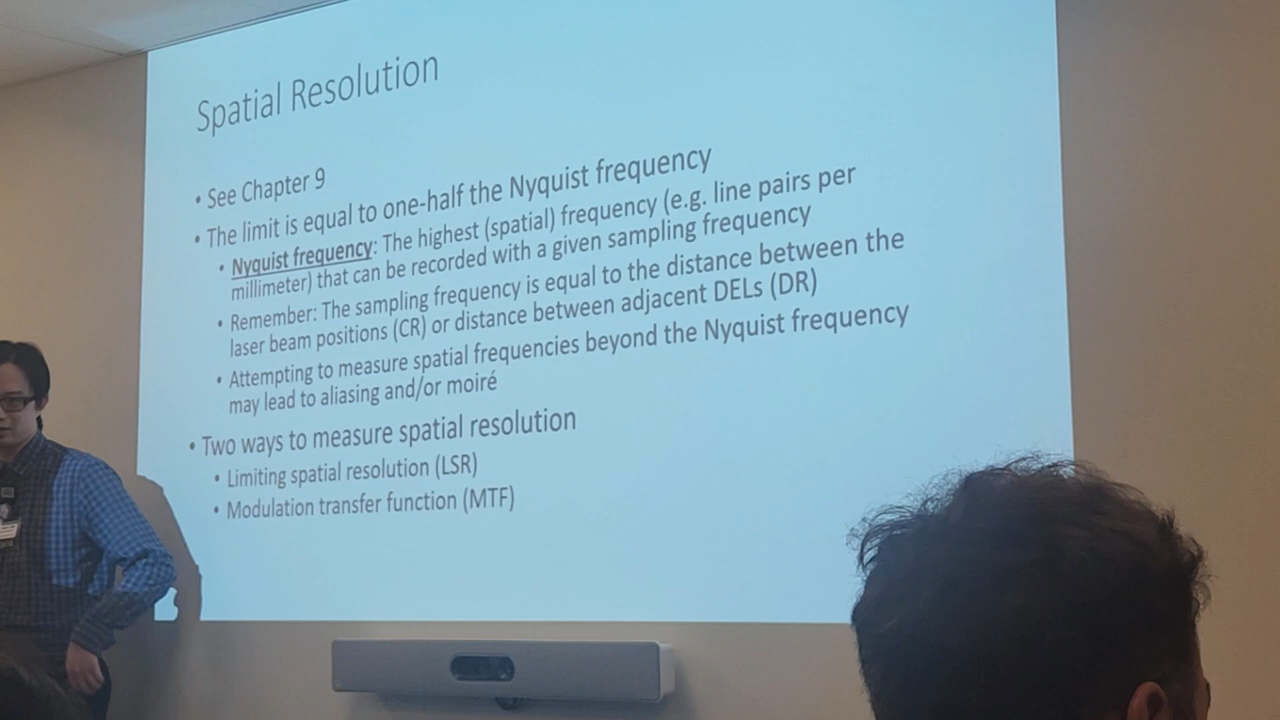 Spatial Resolution
• See Chapter 9
• The limit is equal to one-half the Nyquist frequency
• Nyquist frequency: The highest (spatial) frequency (e.g. line pairs per
millimeter) that can be recorded with a given sampling frequency
• Remember: The sampling frequency is equal to the distance between the
laser beam positions (CR) or distance between adjacent DELs (DR)
• Attempting to measure spatial frequencies beyond the Nyquist frequency
may lead to aliasing and/or moiré
• Two ways to measure spatial resolution
• Limiting spatial resolution (LSR)
• Modulation transfer function (MTF)